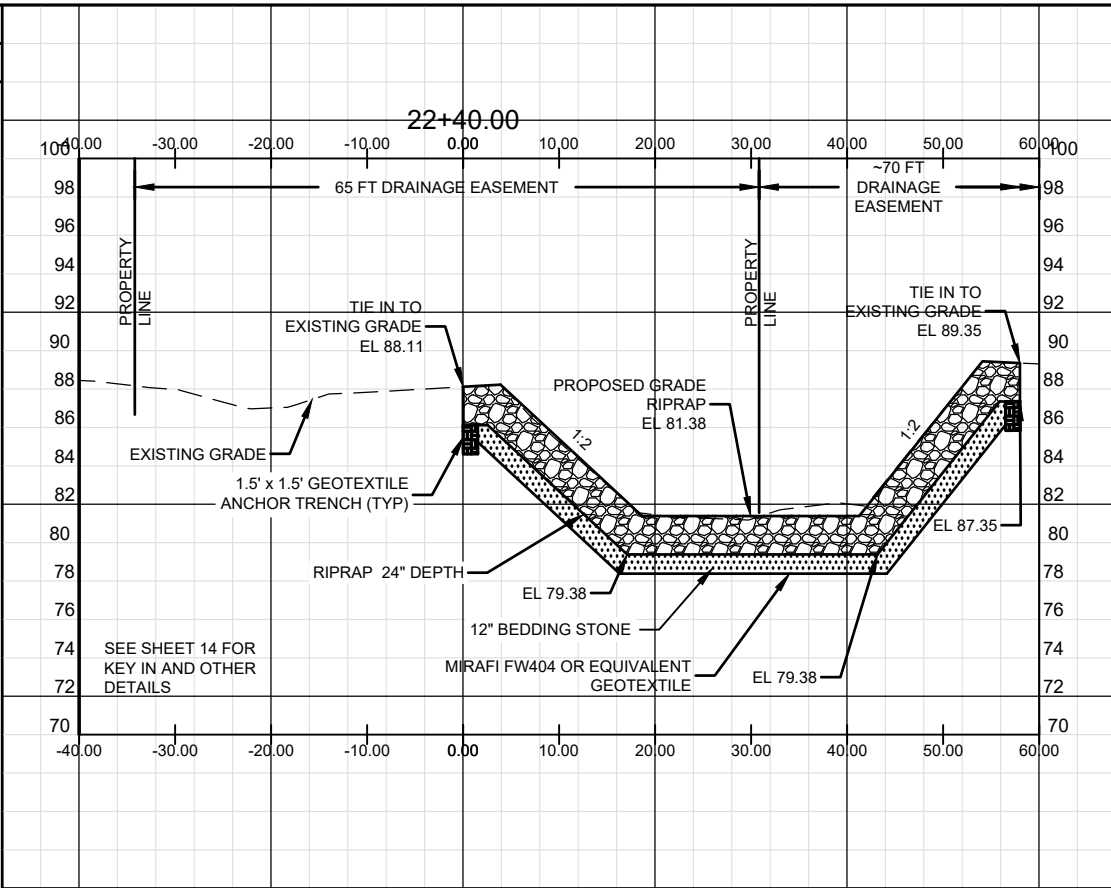 22+40.00
-40.00 -30.00 -20.00 -10.00 0.00 10.00 20.00 30.00 40.00 50.00 60.00
100 100
~70 FT
DRAINAGE
EASEMENT
65 FT DRAINAGE EASEMENT
98 98
96 96
94 94
PROPERTY
LINE
PROPERTY
LINE
92 92
TIE IN TO
EXISTING GRADE
EL 88.11
TIE IN TO
EXISTING GRADE
EL 89.35
90 90
88 88
PROPOSED GRADE
RIPRAP
EL 81.38
86 86
1:2
1:2
EXISTING GRADE
84 84
1.5' x 1.5' GEOTEXTILE
ANCHOR TRENCH (TYP)
82 82
EL 87.35
80 80
RIPRAP 24" DEPTH
78 78
EL 79.38
76 76
12" BEDDING STONE
74 74
SEE SHEET 14 FOR
KEY IN AND OTHER
DETAILS
MIRAFI FW404 OR EQUIVALENT
GEOTEXTILE
EL 79.38
72 72
70 70
-40.00 -30.00 -20.00 -10.00 0.00 10.00 20.00 30.00 40.00 50.00 60.00